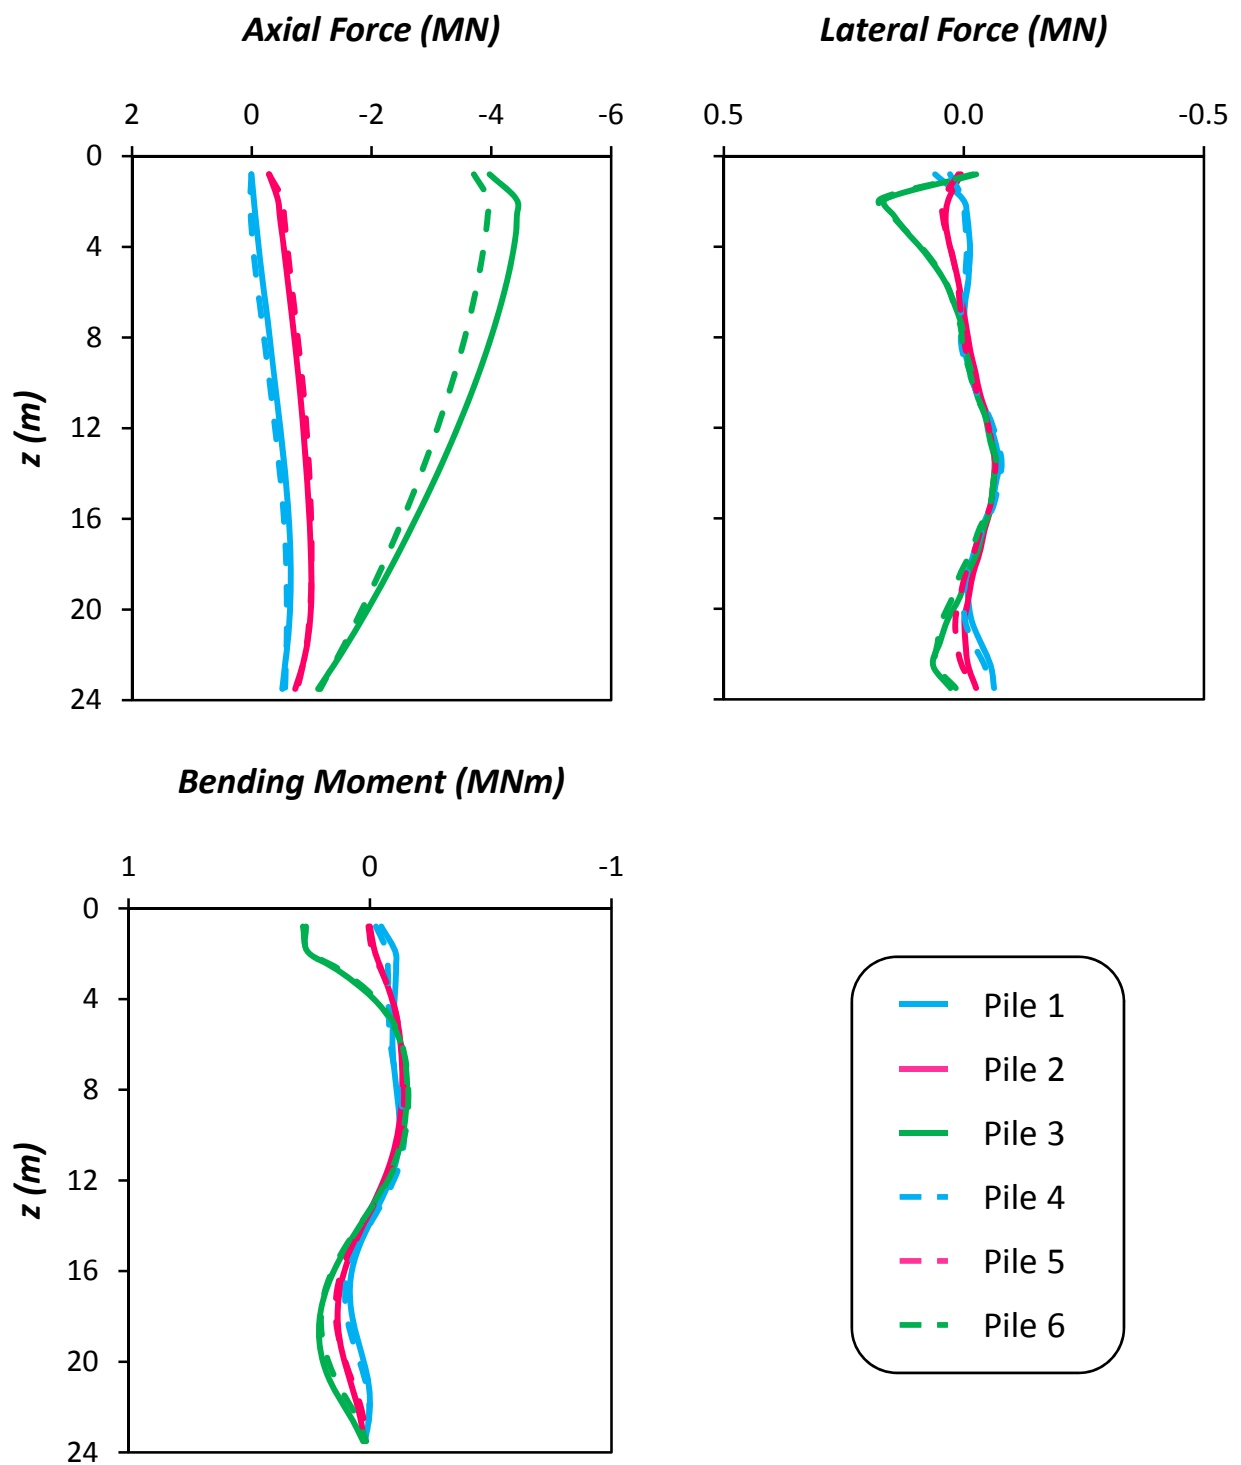 Axial Force (MN)
Lateral Force (MN)
2 0 -2 -4 -6
0.5 0.0 -0.5
0
4
8
12
16
20
24
z (m)
Bending Moment (MNm)
1 0 -1
0
4
8
12
16
20
24
z (m)
Pile 1
Pile 2
Pile 3
Pile 4
Pile 5
Pile 6